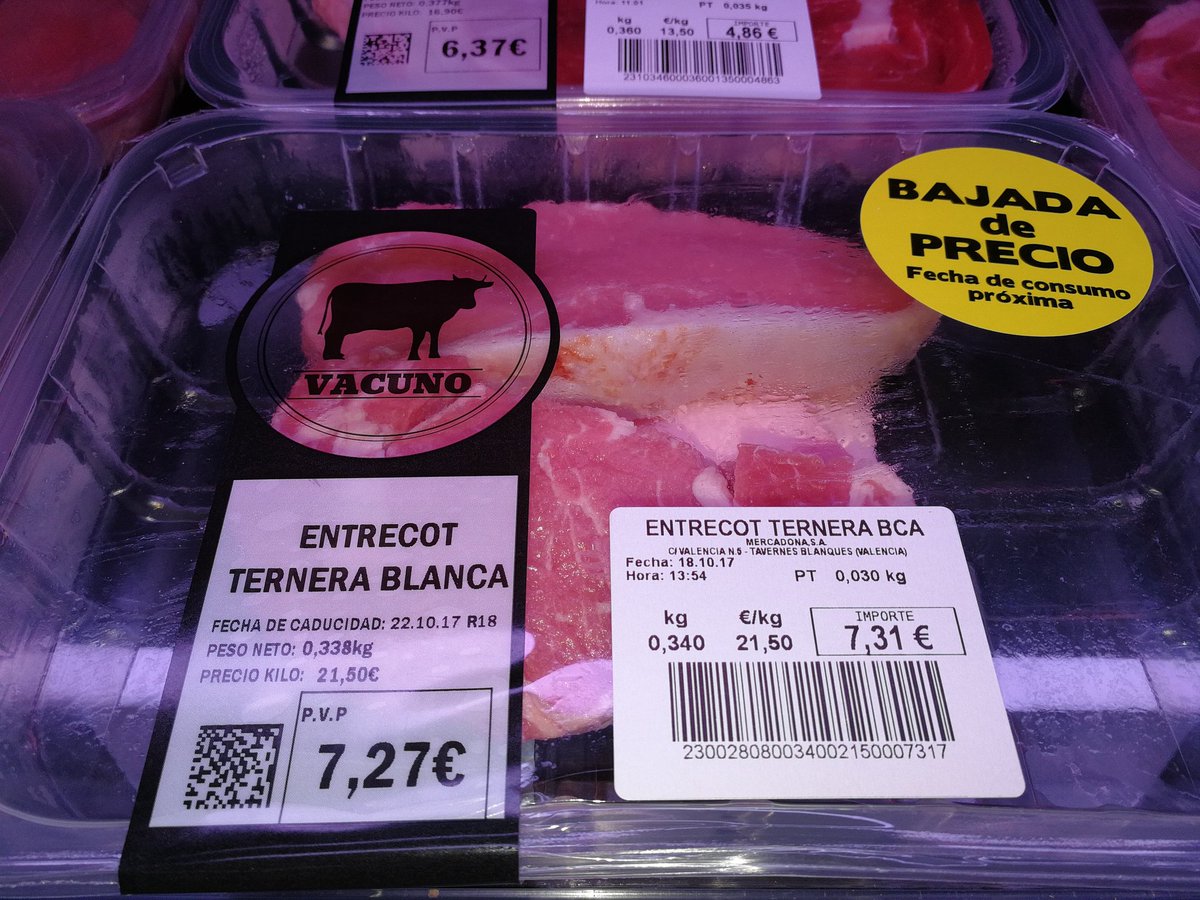 PESO NETO: 0,377kg
PRECIO KILO: 16,90€
P.V.P
6,37€
Hora: 11:01 PT 0,035 kg
kg €/kg IMPORTE
0,360 13,50 4,86 €
2310346000360013500004863
BAJADA
de
PRECIO
Fecha de consumo
próxima
VACUNO
ENTRECOT
TERNERA BLANCA
FECHA DE CADUCIDAD: 22.10.17 R18
PESO NETO: 0,338kg
PRECIO KILO: 21,50€
P.V.P
7,27€
ENTRECOT TERNERA BCA
MERCADONA,S.A.
C/VALENCIA N.5 - TAVERNES BLANQUES (VALENCIA)
Fecha: 18.10.17
Hora: 13:54 PT 0,030 kg
kg €/kg IMPORTE
0,340 21,50 7,31 €
2300280800340021500007317